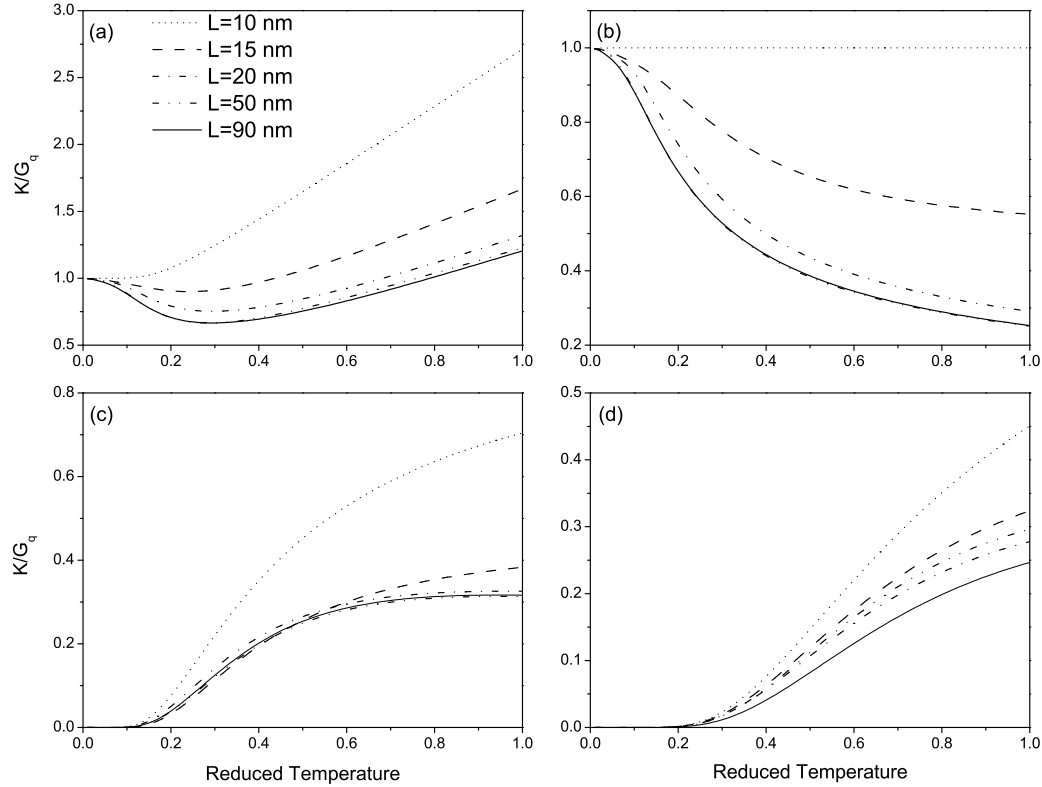 (a)
L=10 nm
L=15 nm
L=20 nm
L=50 nm
L=90 nm
3.0
2.5
2.0
1.5
1.0
0.5
K/Gq
0.0 0.2 0.4 0.6 0.8 1.0
(b)
1.0
0.8
0.6
0.4
0.2
0.0 0.2 0.4 0.6 0.8 1.0
(c)
0.8
0.6
0.4
0.2
0.0
K/Gq
0.0 0.2 0.4 0.6 0.8 1.0
Reduced Temperature
(d)
0.5
0.4
0.3
0.2
0.1
0.0
0.0 0.2 0.4 0.6 0.8 1.0
Reduced Temperature